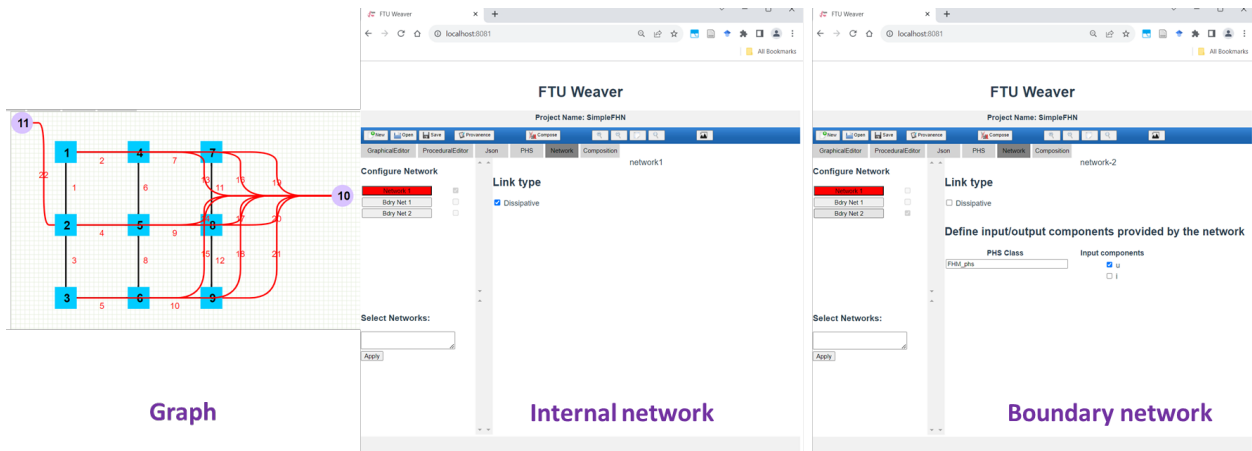 11
1
2
4
7
7
13
16
19
22
1
6
11
10
2
4
5
9
8
17
20
3
8
15
12
18
21
3
5
6
10
9
Graph
FTU Weaver
localhost:8081
All Bookmarks
FTU Weaver
Project Name: SimpleFHN
New Open Save Provanence Compose
GraphicalEditor ProceduralEditor Json PHS Network Composition
network1
Configure Network
Network 1
Bdry Net 1
Bdry Net 2
Link type
Dissipative
Select Networks:
Apply
Internal network
FTU Weaver
localhost:8081
All Bookmarks
FTU Weaver
Project Name: SimpleFHN
New Open Save Provanence Compose
GraphicalEditor ProceduralEditor Json PHS Network Composition
network-2
Configure Network
Network 1
Bdry Net 1
Bdry Net 2
Link type
Dissipative
Define input/output components provided by the network
PHS Class Input components
FHM_phs
u
i
Select Networks:
Apply
Boundary network